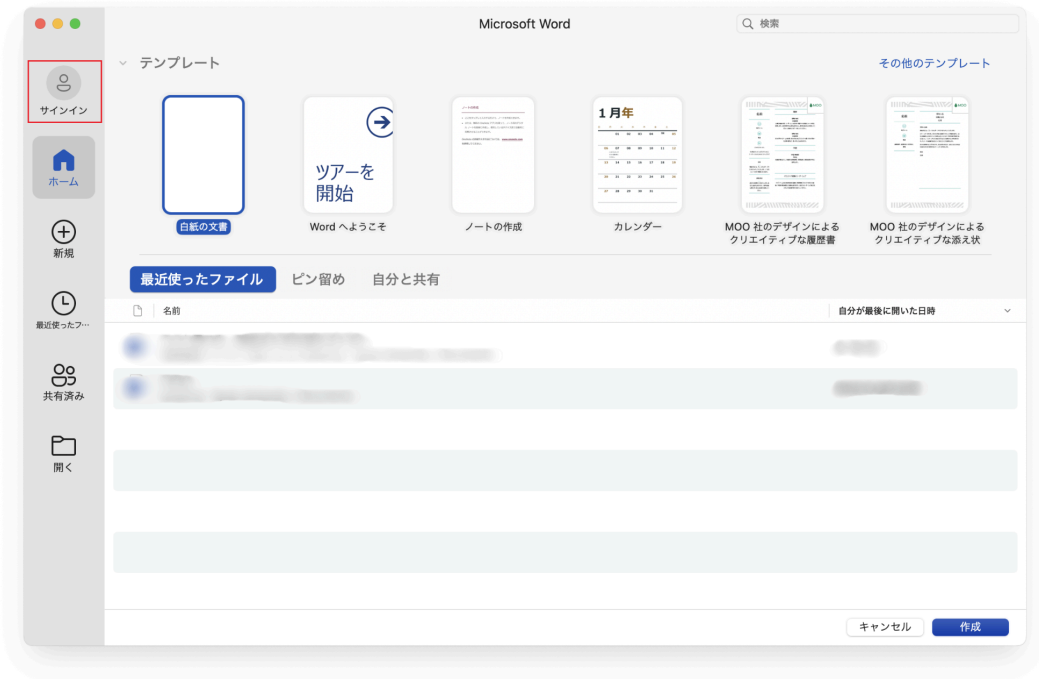 Microsoft Word
検索
サインイン
テンプレート
その他のテンプレート
ホーム
新規
最近使ったフ…
共有済み
開く
ツアーを
開始
1月年
白紙の文書
Word へようこそ
ノートの作成
カレンダー
MOO 社のデザインによる
クリエイティブな履歴書
MOO 社のデザインによる
クリエイティブな添え状
最近使ったファイル
ピン留め
自分と共有
名前
自分が最後に開いた日時
キャンセル
作成